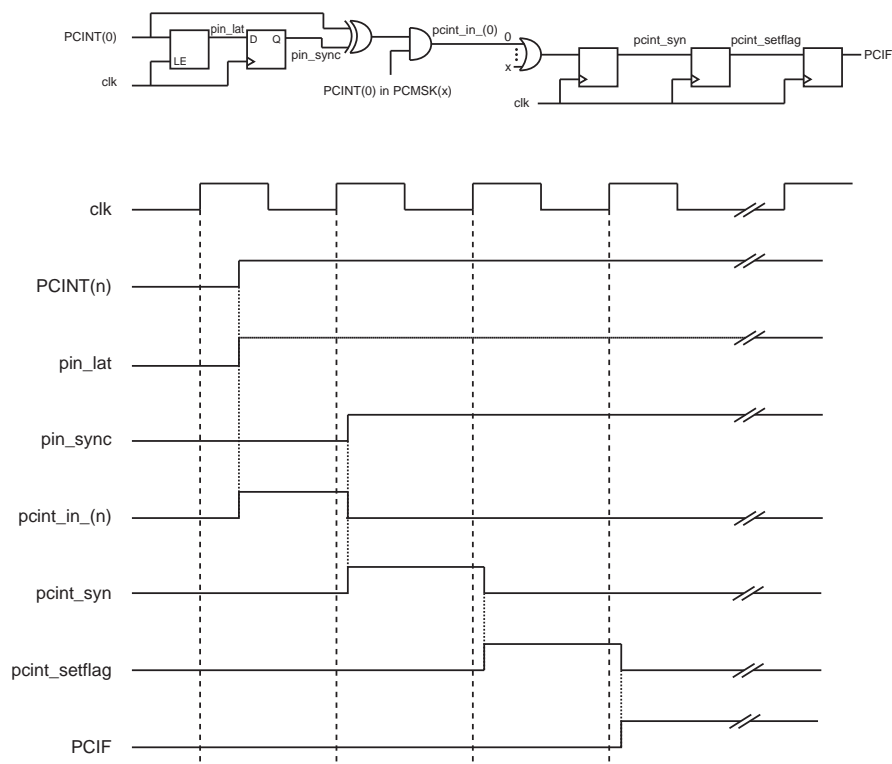 PCINT(0)
pin_lat
D Q
pin_sync
LE
clk
pcint_in_(0)
PCINT(0) in PCMSK(x)
0
x
pcint_syn
pcint_setflag
PCIF
clk
clk
PCINT(n)
pin_lat
pin_sync
pcint_in_(n)
pcint_syn
pcint_setflag
PCIF